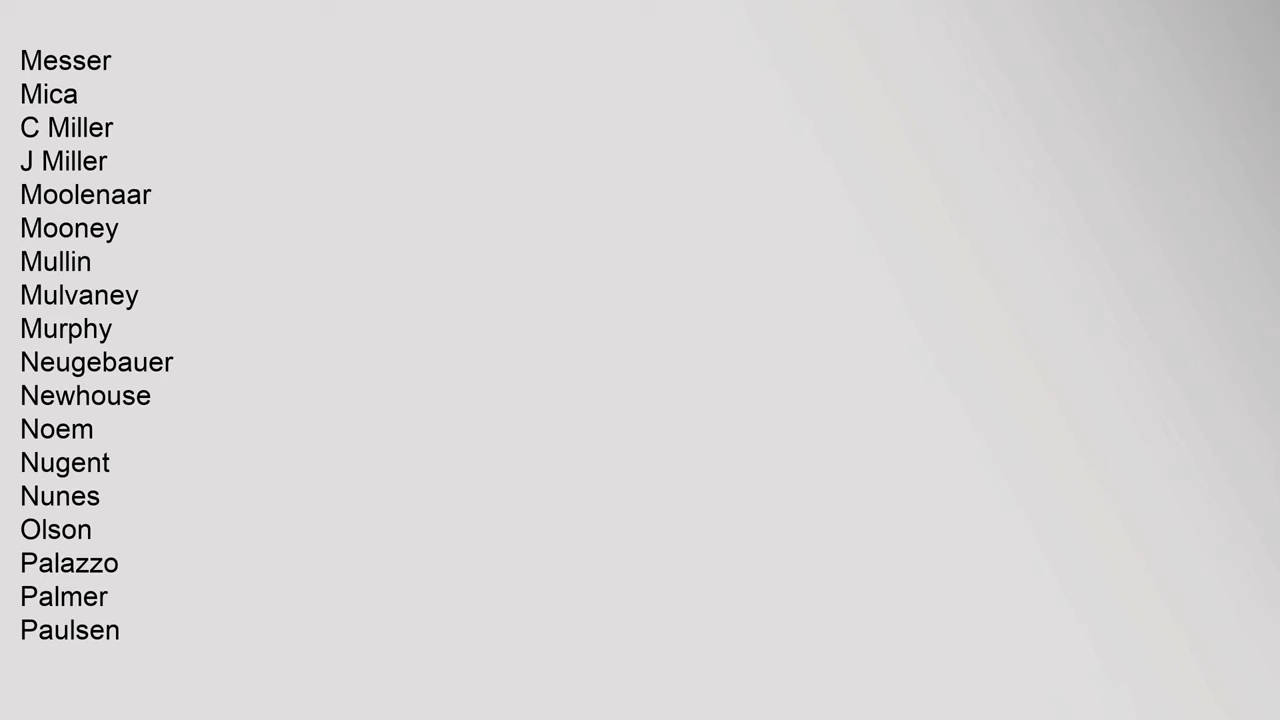 Messer
Mica
C Miller
J Miller
Moolenaar
Mooney
Mullin
Mulvaney
Murphy
Neugebauer
Newhouse
Noem
Nugent
Nunes
Olson
Palazzo
Palmer
Paulsen